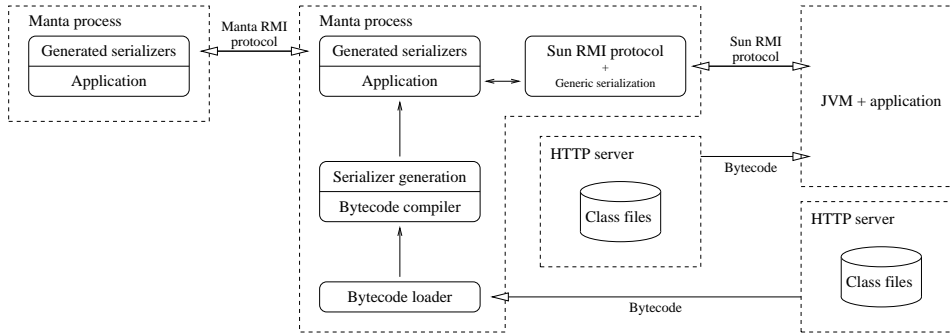 Manta process
Generated serializers
Application
Manta RMI
protocol
Manta process
Generated serializers
Application
Sun RMI protocol
+
Generic serialization
Sun RMI
protocol
JVM + application
Serializer generation
Bytecode compiler
Bytecode loader
HTTP server
Class files
Bytecode
HTTP server
Class files
Bytecode